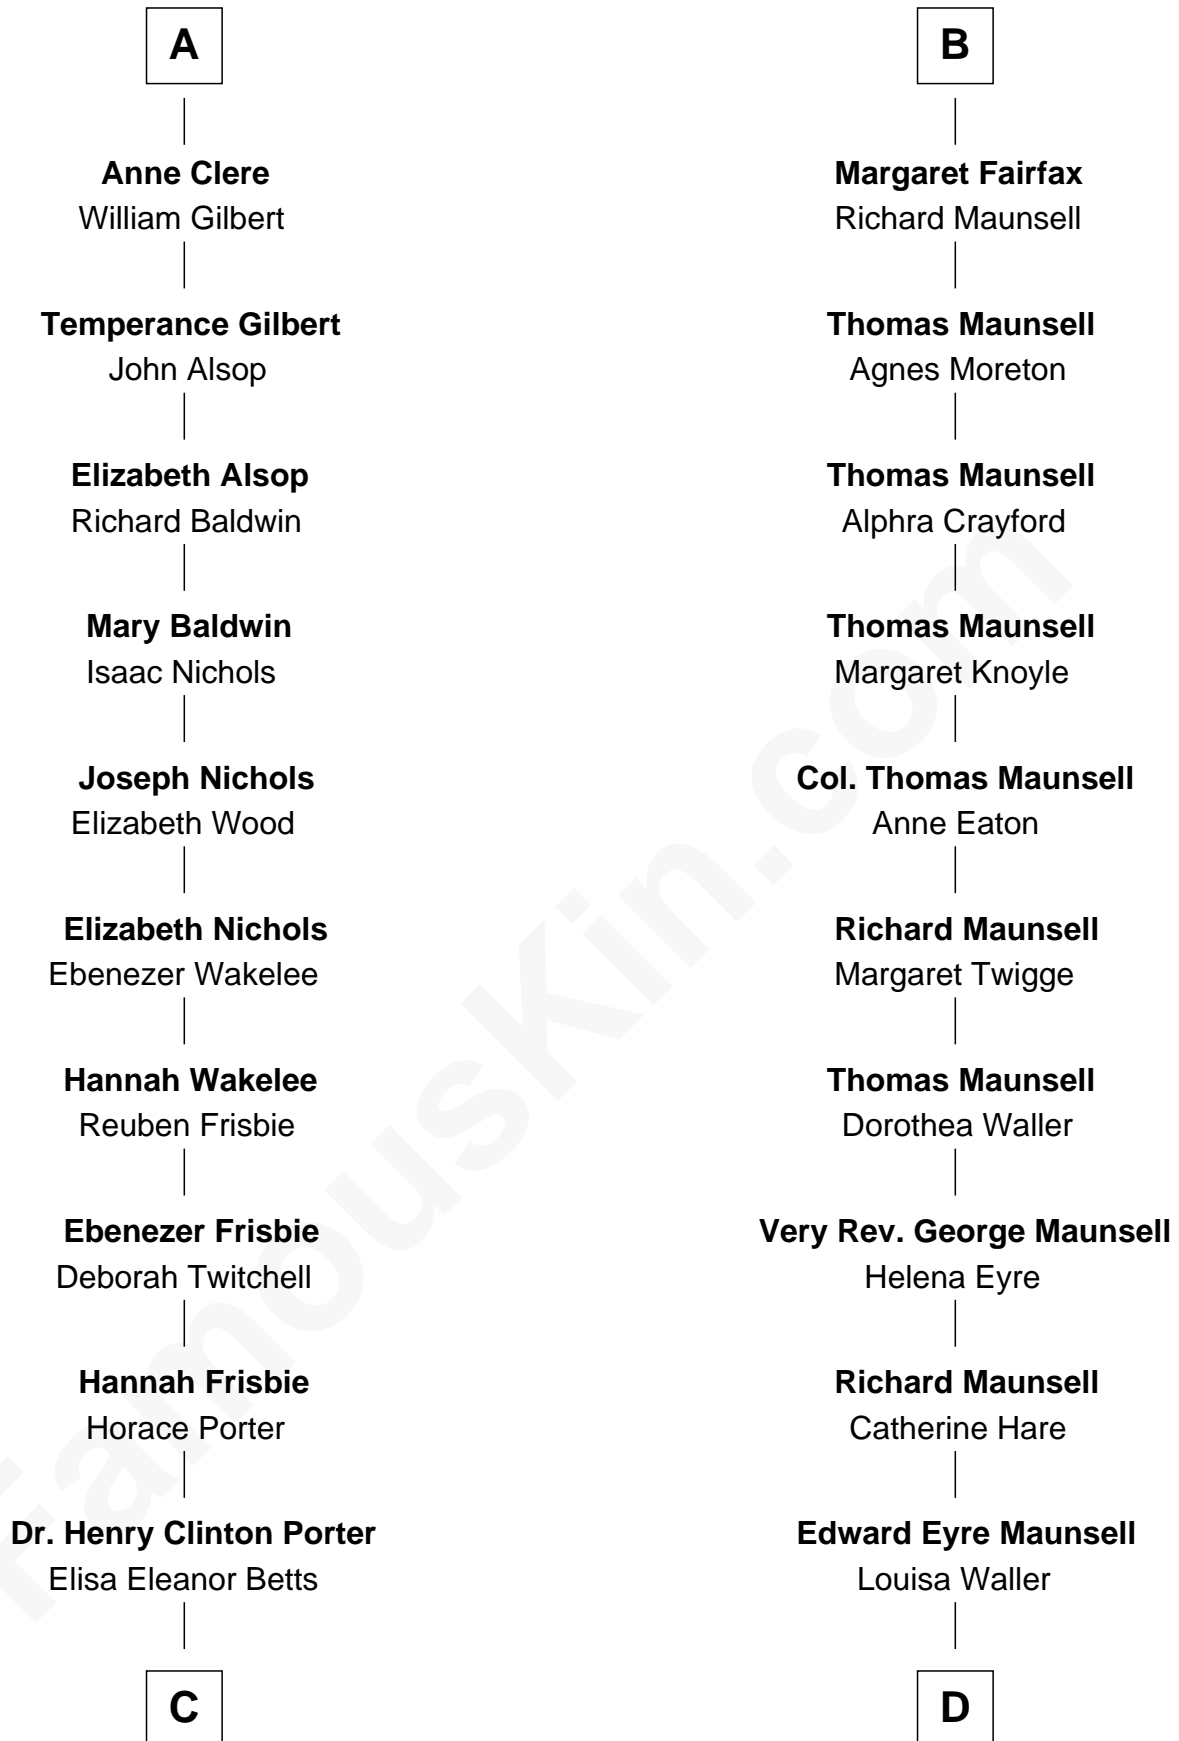 A
Anne Clere
William Gilbert
Temperance Gilbert
John Alsop
Elizabeth Alsop
Richard Baldwin
Mary Baldwin
Isaac Nichols
Joseph Nichols
Elizabeth Wood
Elizabeth Nichols
Ebenezer Wakelee
Hannah Wakelee
Reuben Frisbie
Ebenezer Frisbie
Deborah Twitchell
Hannah Frisbie
Horace Porter
Dr. Henry Clinton Porter
Elisa Eleanor Betts
C
B
Margaret Fairfax
Richard Maunsell
Thomas Maunsell
Agnes Moreton
Thomas Maunsell
Alphra Crayford
Thomas Maunsell
Margaret Knoyle
Col. Thomas Maunsell
Anne Eaton
Richard Maunsell
Margaret Twigge
Thomas Maunsell
Dorothea Waller
Very Rev. George Maunsell
Helena Eyre
Richard Maunsell
Catherine Hare
Edward Eyre Maunsell
Louisa Waller
D
FamousKin.com